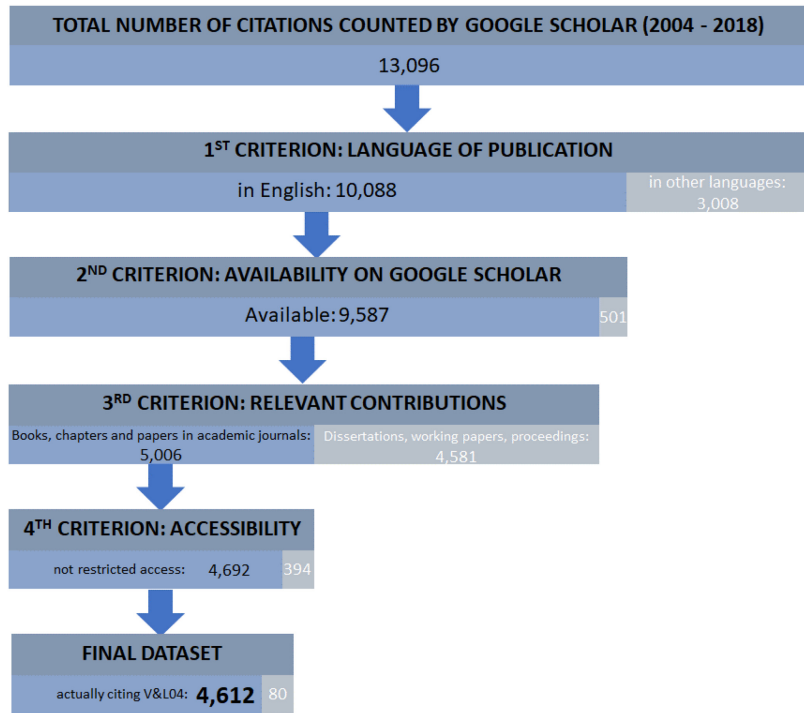 TOTAL NUMBER OF CITATIONS COUNTED BY GOOGLE SCHOLAR (2004 - 2018)
13,096
1ST CRITERION: LANGUAGE OF PUBLICATION
in English: 10,088
in other languages:
3,008
2ND CRITERION: AVAILABILITY ON GOOGLE SCHOLAR
Available: 9,587
501
3RD CRITERION: RELEVANT CONTRIBUTIONS
Books, chapters and papers in academic journals:
5,006
Dissertations, working papers, proceedings:
4,581
4TH CRITERION: ACCESSIBILITY
not restricted access: 4,692
394
FINAL DATASET
actually citing V&L04: 4,612
80